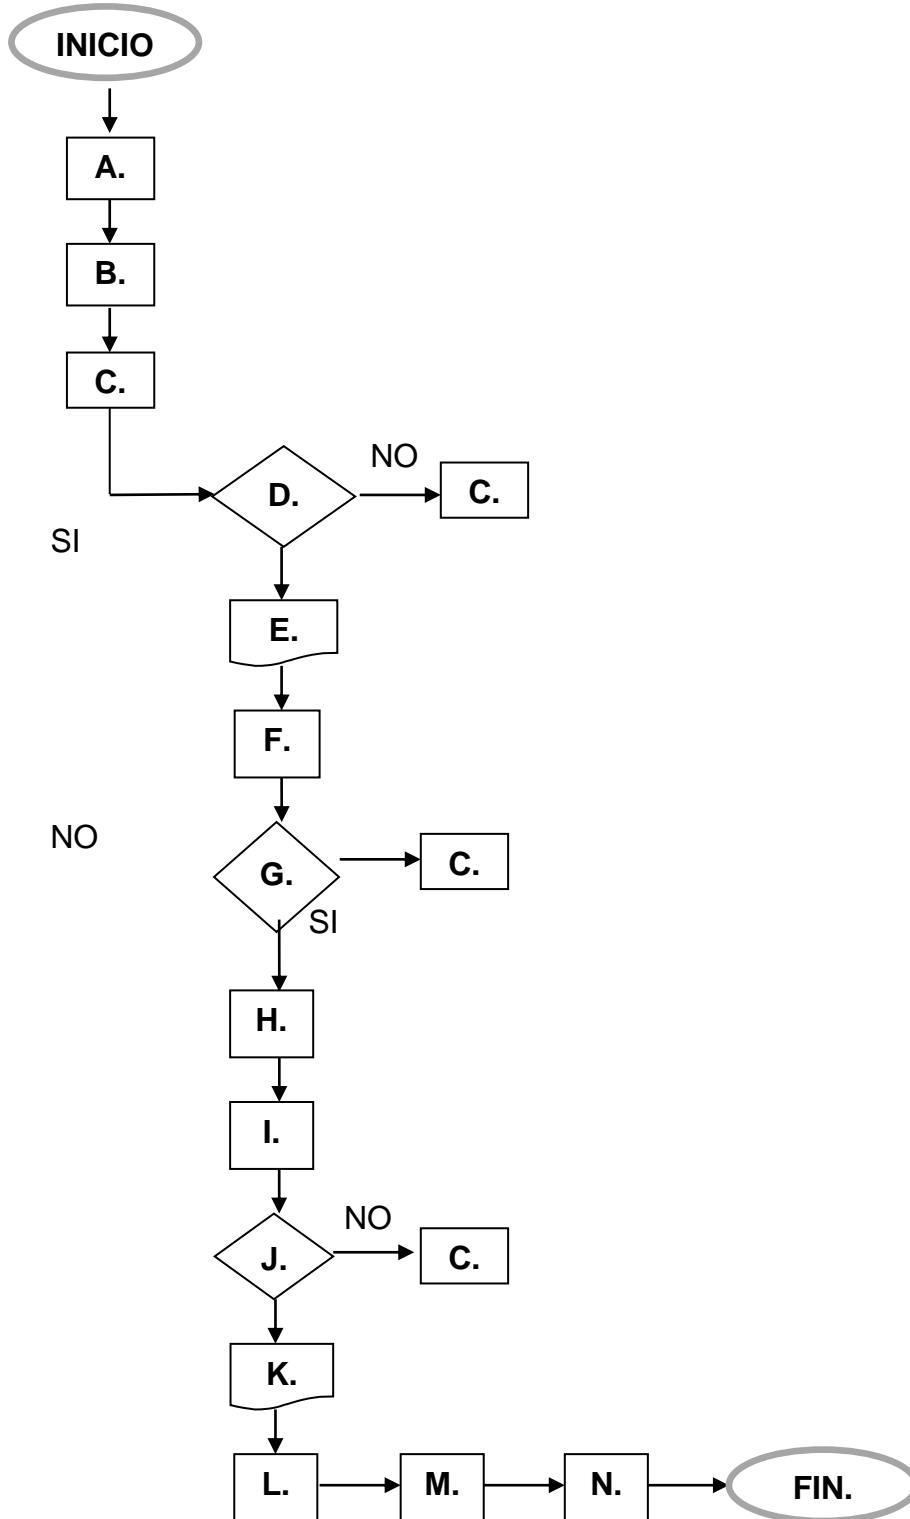 INICIO
A.
B.
C.
NO
D.
C.
SI
E.
F.
NO
G.
C.
SI
H.
I.
NO
J.
C.
K.
L.
M.
N.
FIN.